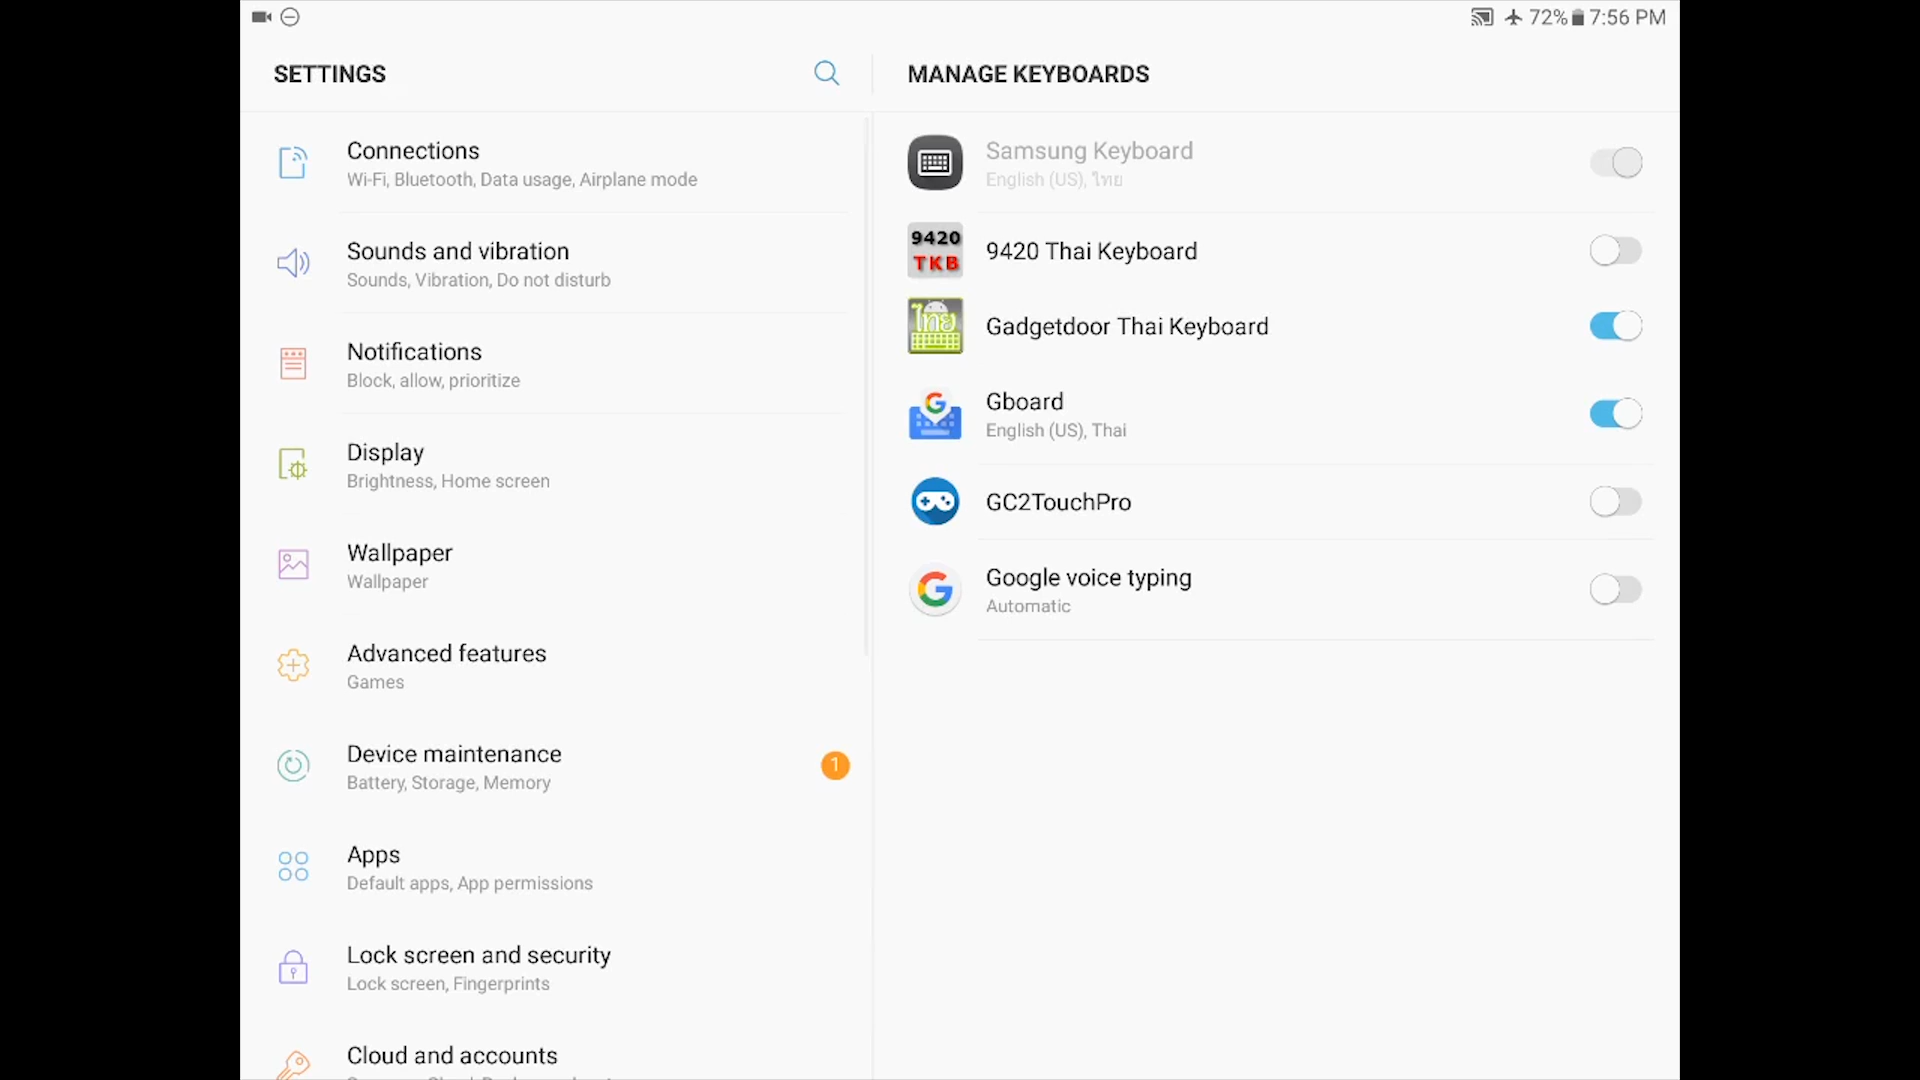 72% 7:56 PM
SETTINGS
MANAGE KEYBOARDS
Connections
Wi-Fi, Bluetooth, Data usage, Airplane mode
Sounds and vibration
Sounds, Vibration, Do not disturb
Notifications
Block, allow, prioritize
Display
Brightness, Home screen
Wallpaper
Wallpaper
Advanced features
Games
Device maintenance
1
Battery, Storage, Memory
Apps
Default apps, App permissions
Lock screen and security
Lock screen, Fingerprints
Cloud and accounts
Samsung Keyboard
English (US), ไทย
9420
TKB
9420 Thai Keyboard
ไทย
Gadgetdoor Thai Keyboard
G
Gboard
English (US), Thai
GC2TouchPro
G
Google voice typing
Automatic